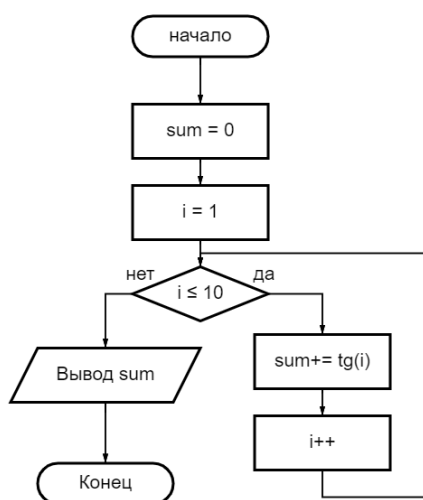 начало
sum = 0
i = 1
нет
да
i ≤ 10
Вывод sum
sum+= tg(i)
i++
Конец